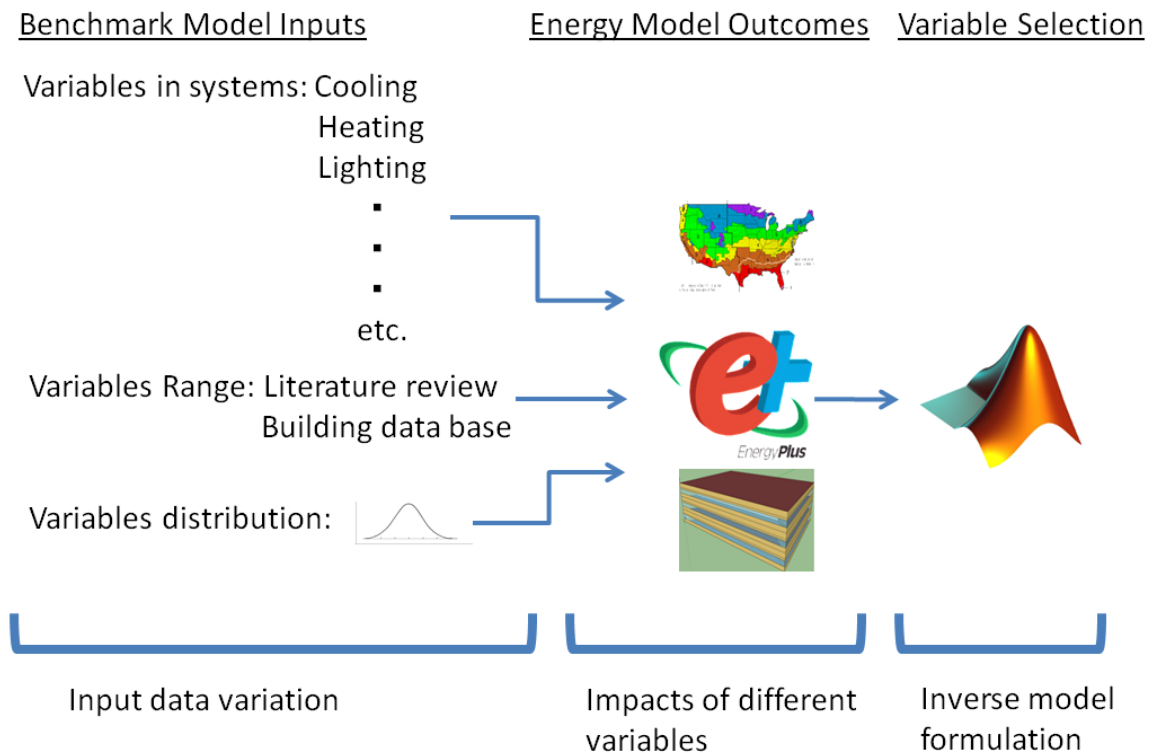 Benchmark Model Inputs
Energy Model Outcomes
Variable Selection
Variables in systems: Cooling
Heating
Lighting
etc.
Variables Range: Literature review
Building data base
Variables distribution:
e+
EnergyPlus
Input data variation
Impacts of different
variables
Inverse model
formulation